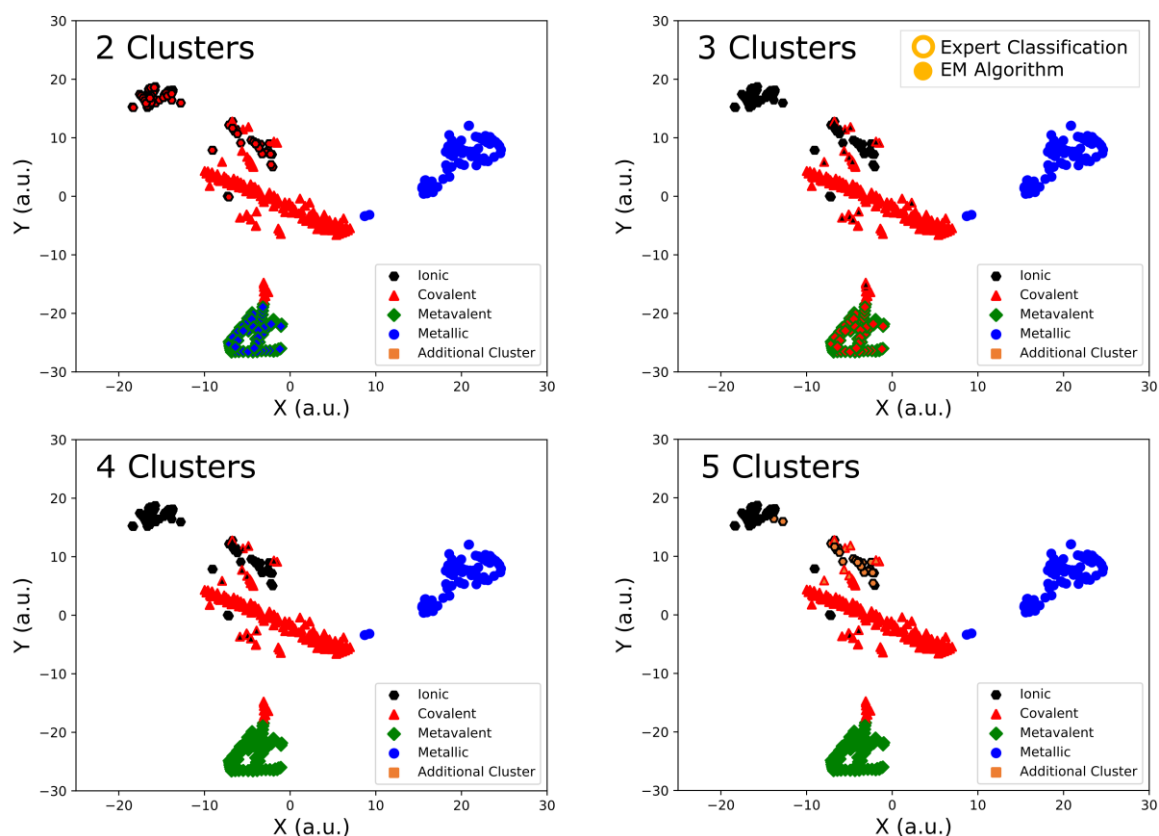 2 Clusters
30
20
10
0
−10
−20
−30
Y (a.u.)
−20
−10
0
10
20
30
X (a.u.)
Ionic
Covalent
Metavalent
Metallic
Additional Cluster
3 Clusters
Expert Classification
EM Algorithm
30
20
10
0
−10
−20
−30
Y (a.u.)
−20
−10
0
10
20
30
X (a.u.)
Ionic
Covalent
Metavalent
Metallic
Additional Cluster
4 Clusters
30
20
10
0
−10
−20
−30
Y (a.u.)
−20
−10
0
10
20
30
X (a.u.)
Ionic
Covalent
Metavalent
Metallic
Additional Cluster
5 Clusters
30
20
10
0
−10
−20
−30
Y (a.u.)
−20
−10
0
10
20
30
X (a.u.)
Ionic
Covalent
Metavalent
Metallic
Additional Cluster